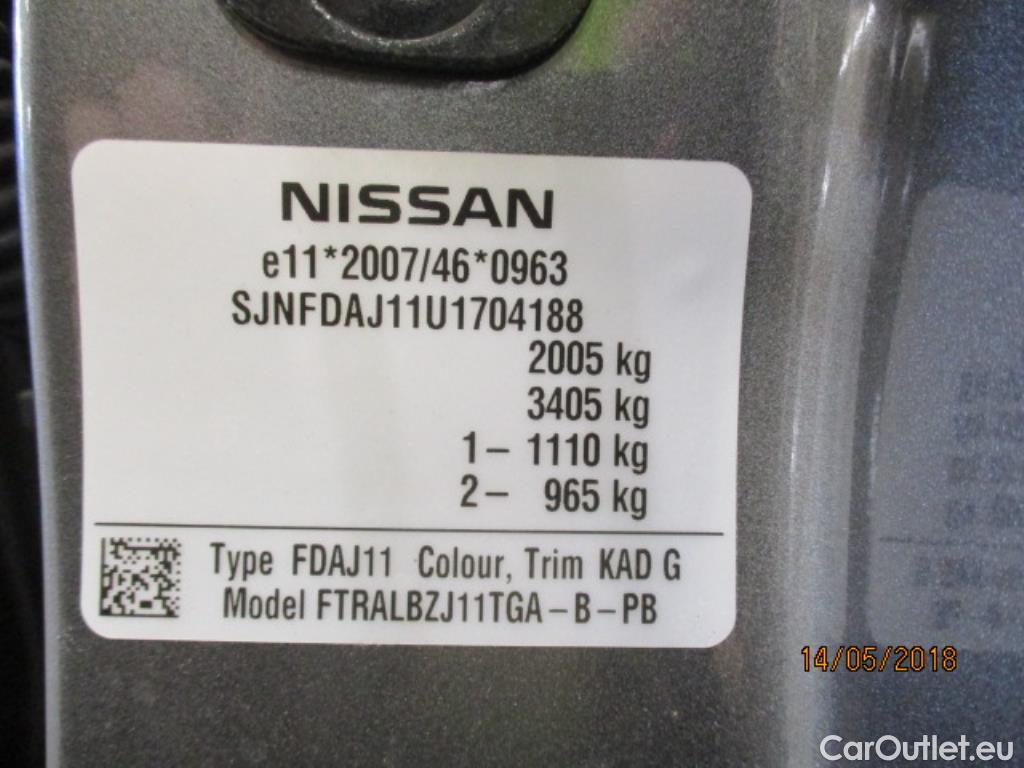 NISSAN
e11*2007/46*0963
SJNFDAJ11U1704188
2005 kg
3405 kg
1– 1110 kg
2– 965 kg
Type FDAJ11 Colour, Trim KAD G
Model FTRALBZJ11TGA–B–PB
14/05/2018
CarOutlet.eu